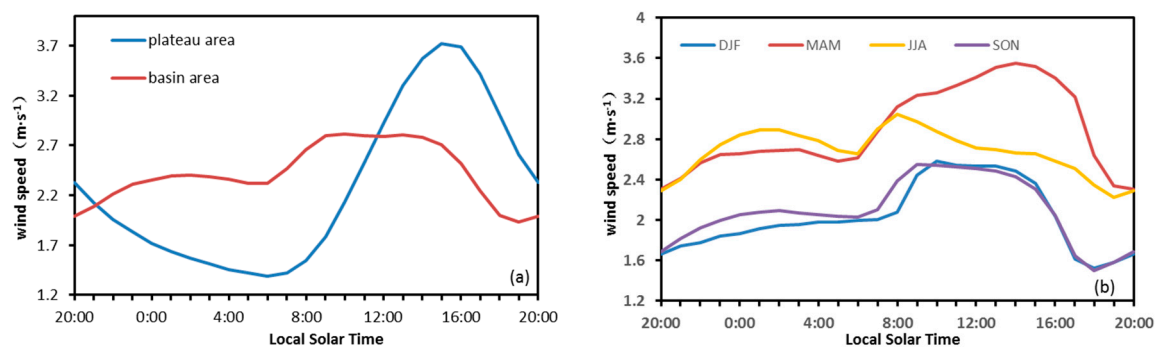 3.7
3.2
2.7
2.2
1.7
1.2
wind speed（m·s⁻¹）
plateau area
basin area
(a)
20:00 0:00 4:00 8:00 12:00 16:00 20:00
Local Solar Time
4
3.6
3.2
2.8
2.4
2
1.6
1.2
wind speed（m·s⁻¹）
DJF MAM JJA SON
(b)
20:00 0:00 4:00 8:00 12:00 16:00 20:00
Local Solar Time